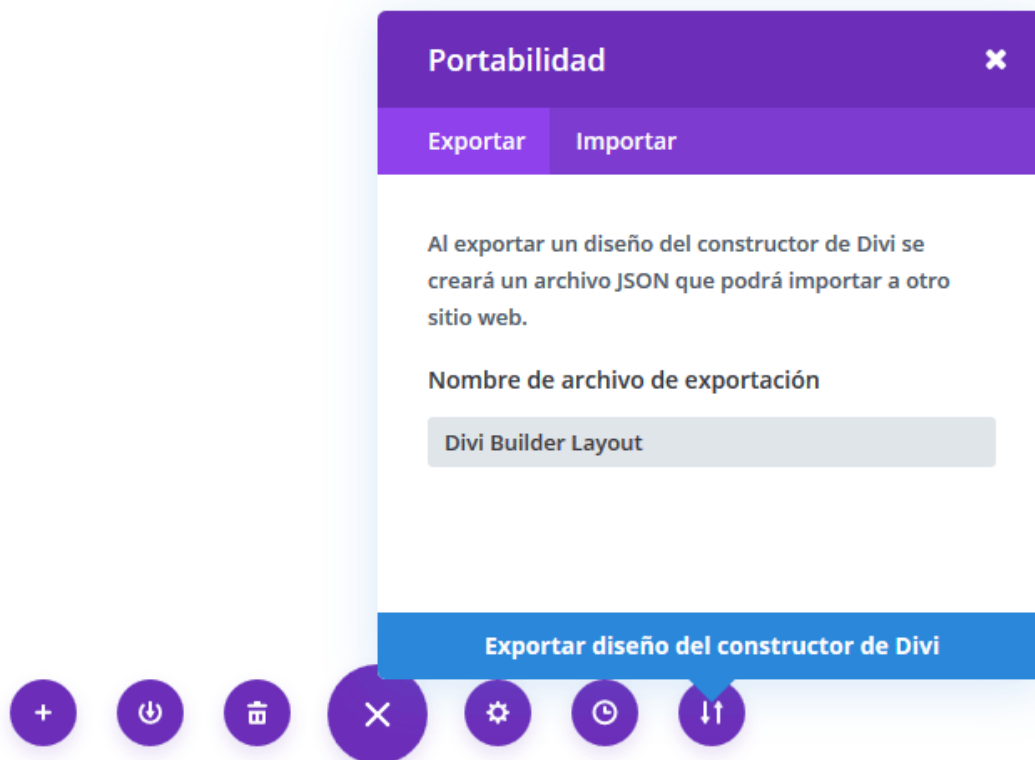 Portabilidad
Exportar
Importar
Al exportar un diseño del constructor de Divi se
creará un archivo JSON que podrá importar a otro
sitio web.
Nombre de archivo de exportación
Divi Builder Layout
Exportar diseño del constructor de Divi